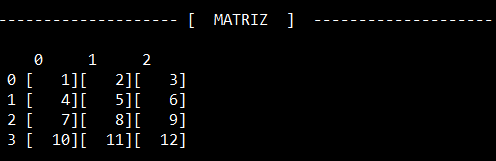 -------------------- [  MATRIZ  ] --------------------
    0     1     2
0 [   1][   2][   3]
1 [   4][   5][   6]
2 [   7][   8][   9]
3 [  10][  11][  12]